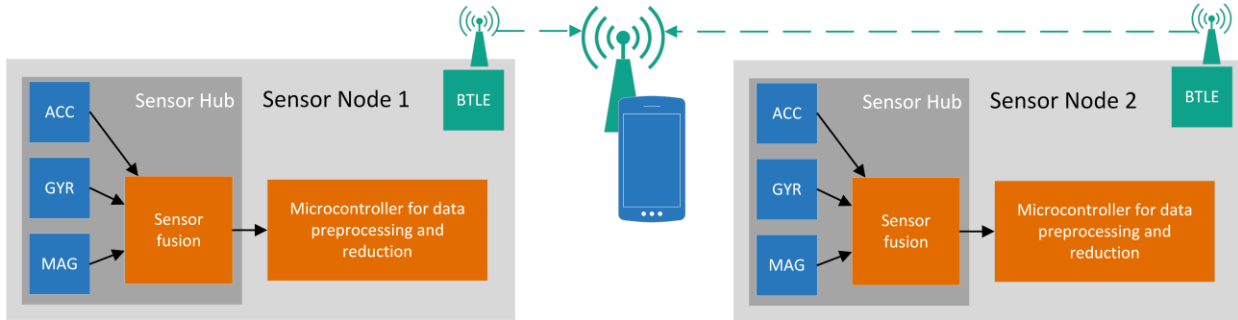 Sensor Hub
Sensor Node 1
BTLE
ACC
GYR
MAG
Sensor
fusion
Microcontroller for data
preprocessing and
reduction
Sensor Hub
Sensor Node 2
BTLE
ACC
GYR
MAG
Sensor
fusion
Microcontroller for data
preprocessing and
reduction